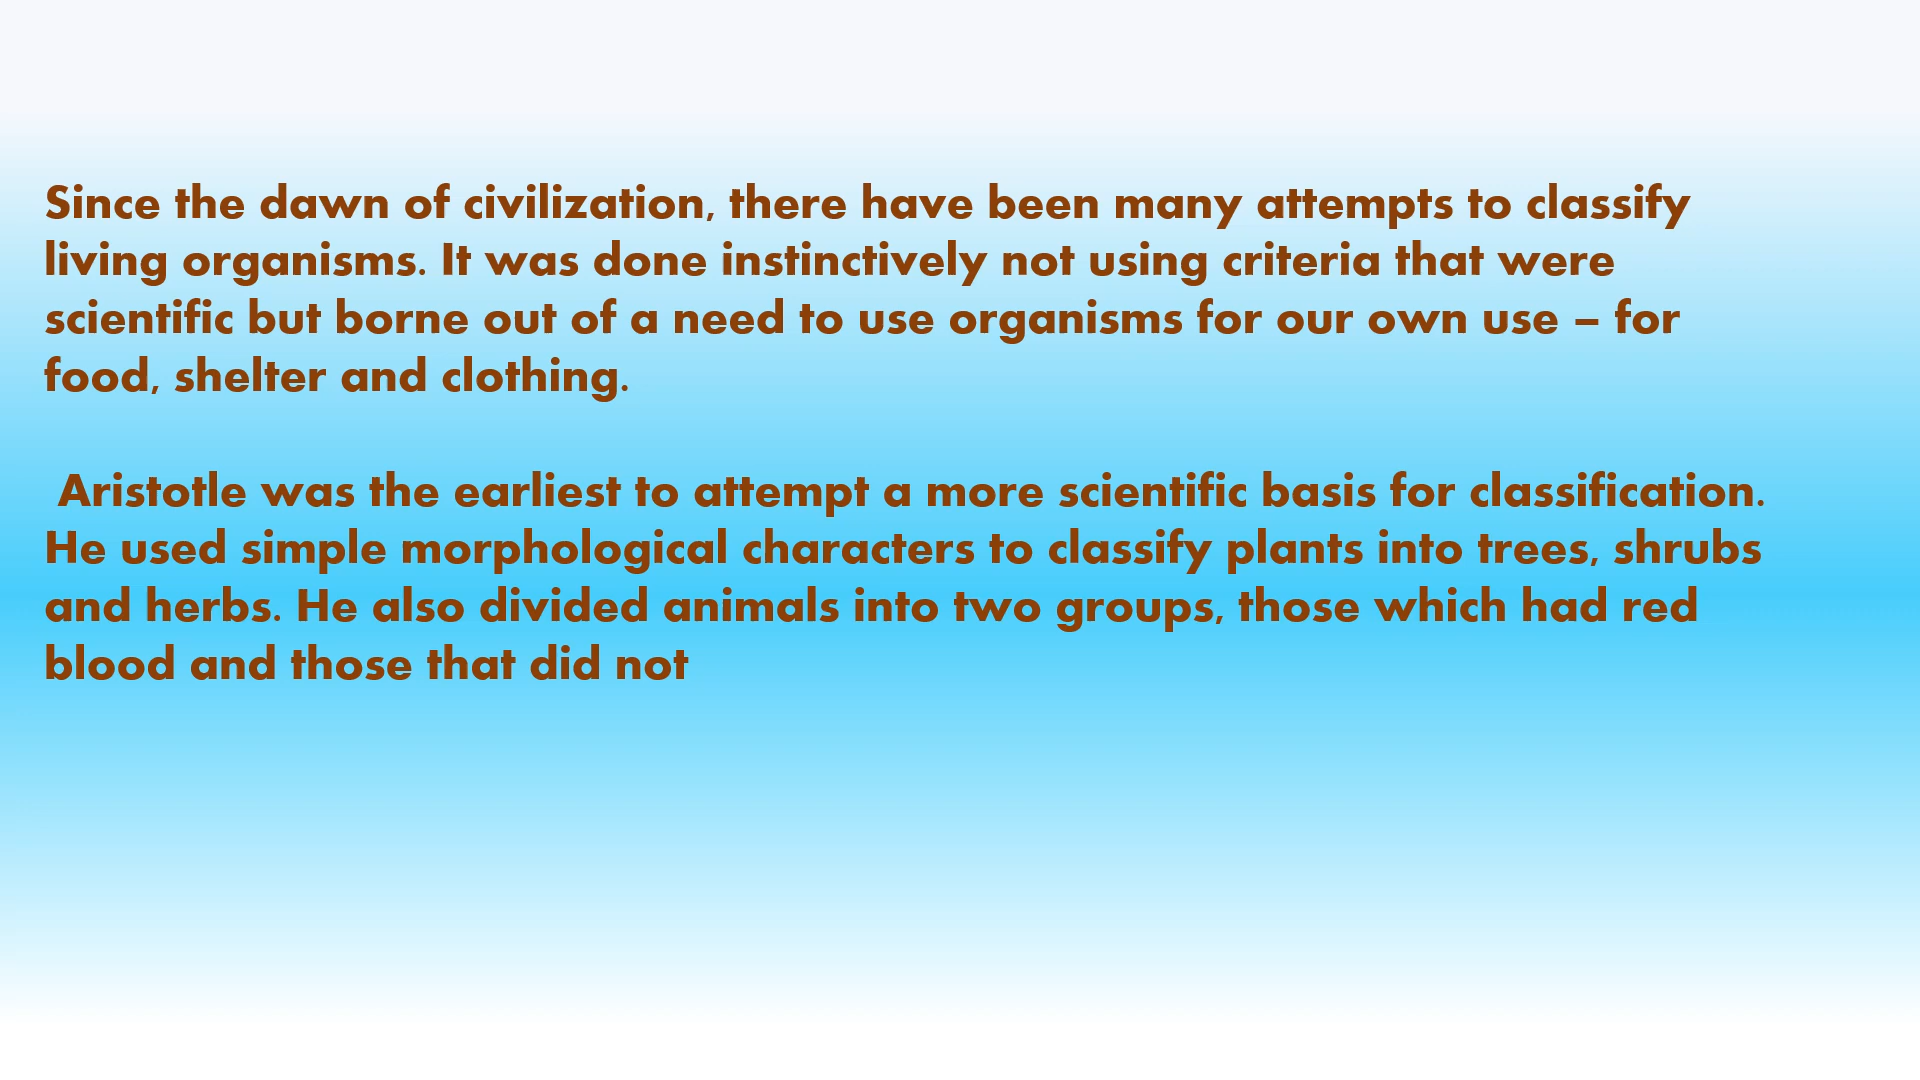 Since the dawn of civilization, there have been many attempts to classify
living organisms. It was done instinctively not using criteria that were
scientific but borne out of a need to use organisms for our own use – for
food, shelter and clothing.
Aristotle was the earliest to attempt a more scientific basis for classification.
He used simple morphological characters to classify plants into trees, shrubs
and herbs. He also divided animals into two groups, those which had red
blood and those that did not